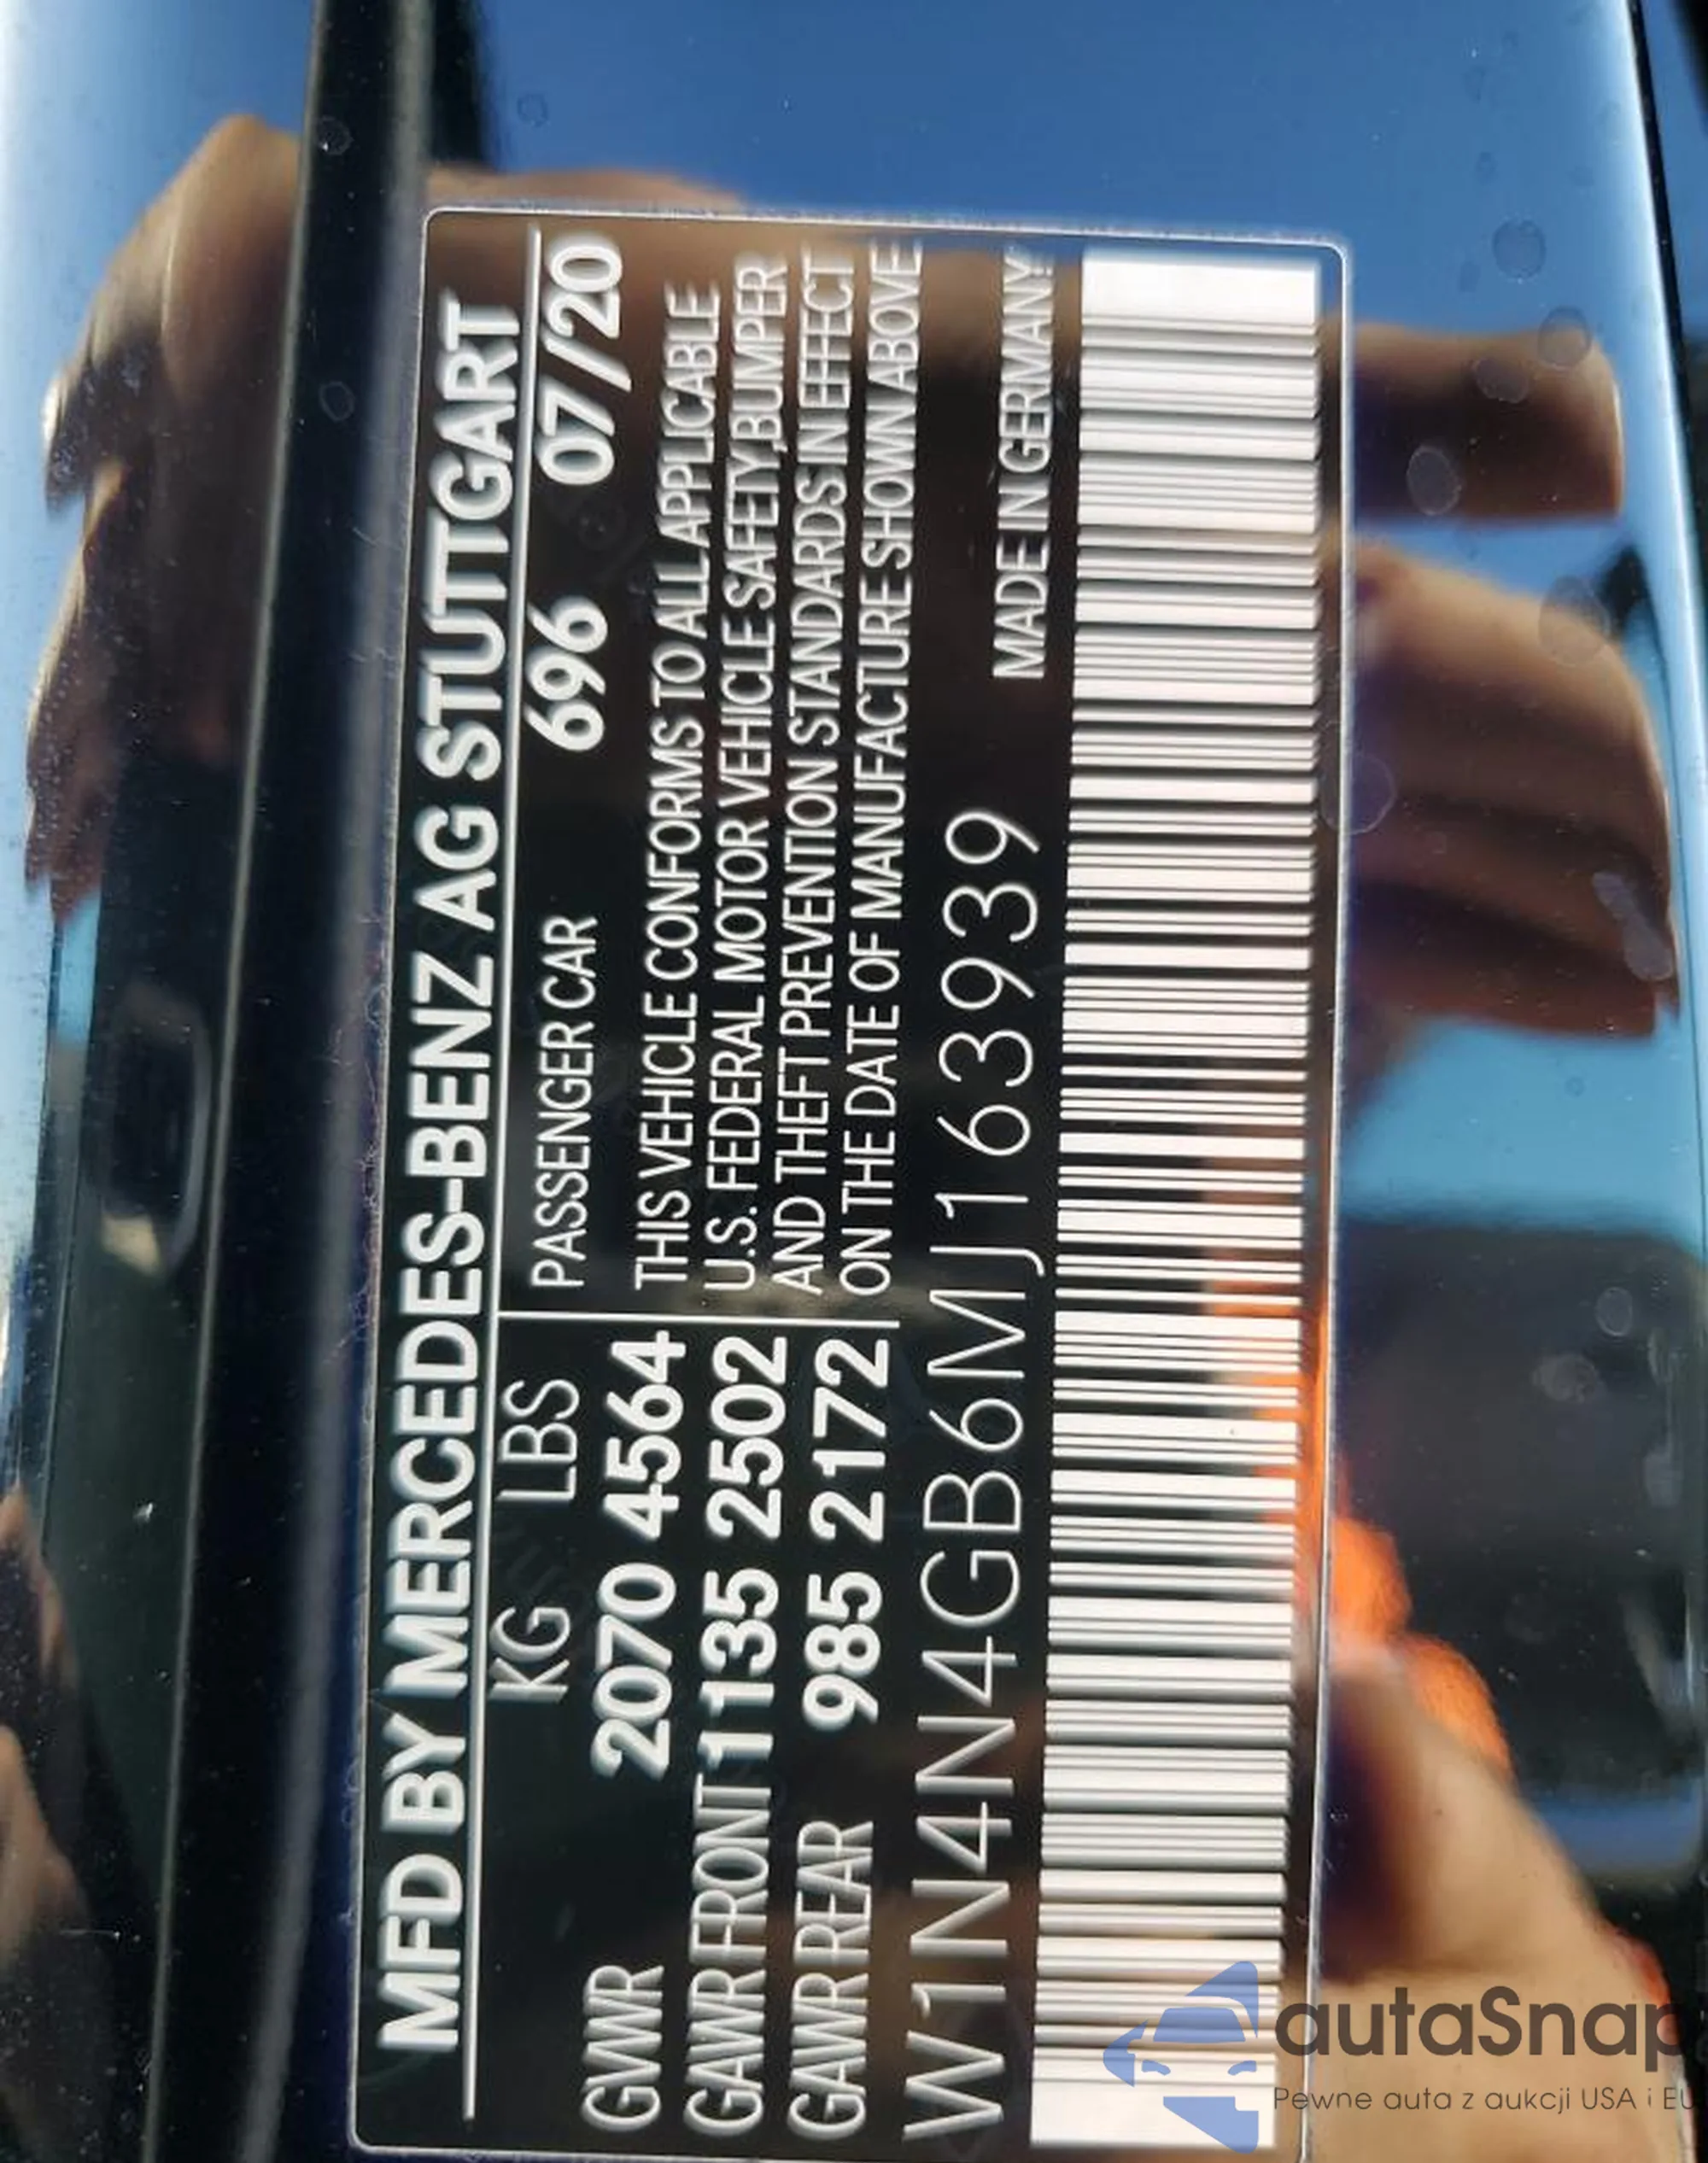 MFD BY MERCEDES-BENZ AG STUTTGART
KG LBS
GWR 2070 4564
GAWR FRONT 1135 2502
GAWR REAR 985 2172
PASSENGER CAR 696 07/20
THIS VEHICLE CONFORMS TO ALL APPLICABLE
U.S. FEDERAL MOTOR VEHICLE SAFETY,BUMPER
AND THEFT PREVENTION STANDARDS IN EFFECT
ON THE DATE OF MANUFACTURE SHOWN ABOVE
W1N4N4GB6MJ163939
MADE IN GERMANY
autaSnap
Pewne auta z aukcji USA i EU